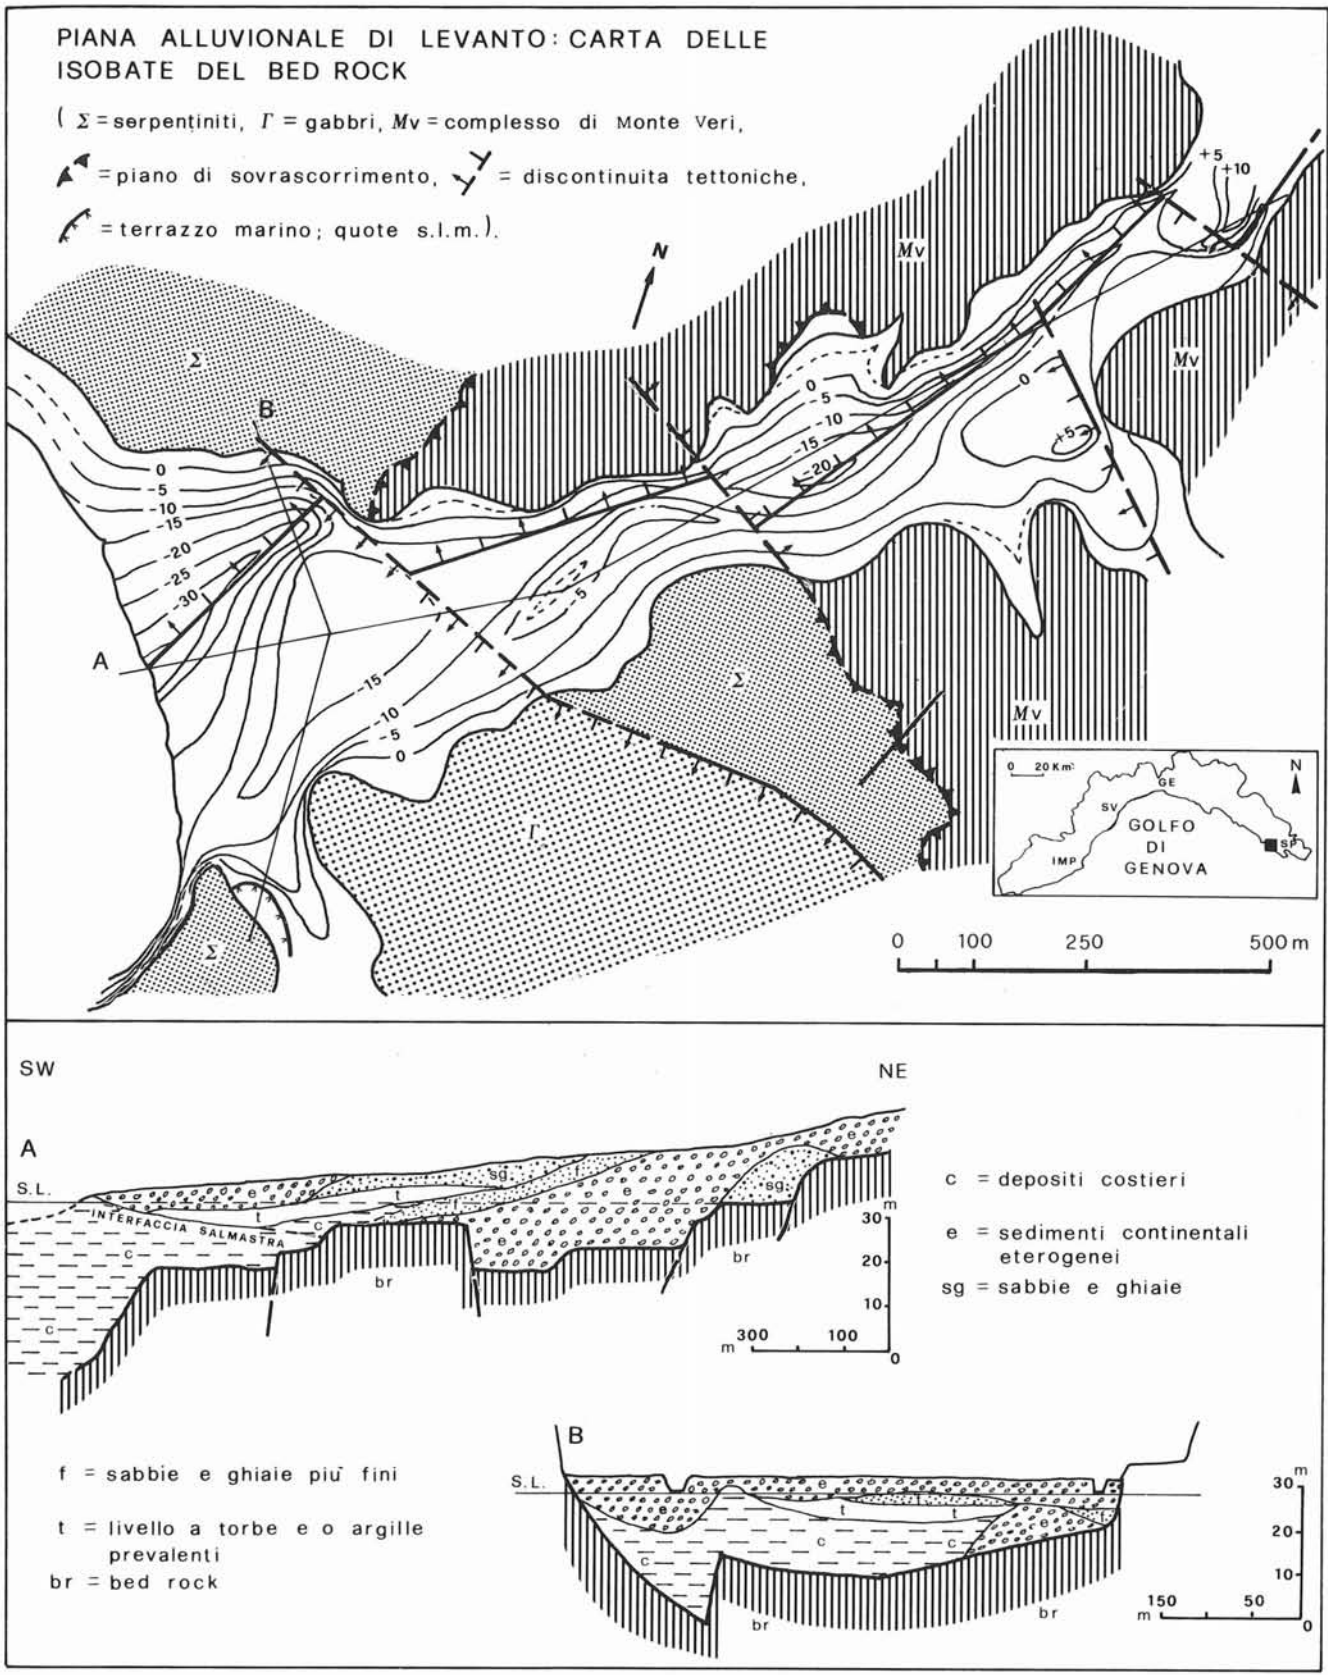 PIANA ALLUVIONALE DI LEVANTO: CARTA DELLE
ISOBATE DEL BED ROCK
( Σ = serpentiniti, Γ = gabbri, Mv = complesso di Monte Veri,
= piano di sovrascorrimento, = discontinuita tettoniche,
= terrazzo marino; quote s.l.m.).
N
+5
+10
Mv
Mv
Σ
B
0
-5
-10
-15
-20
-25
-30
0
-5
-10
-15
-20
0
+5
A
5
-15
-10
-5
0
Σ
Mv
Γ
Σ
0 20 Km
N
GE
SV
SP
IMP
GOLFO
DI
GENOVA
0 100 250 500 m
SW
NE
A
S.L.
INTERFACCIA SALMASTRA
e
sg
f
e
t
e
sg
t
c
f
c
e
c
br
br
m
30
20
10
0
m 300 100
c = depositi costieri
e = sedimenti continentali
eterogenei
sg = sabbie e ghiaie
f = sabbie e ghiaie più fini
t = livello a torbe e o argille
prevalenti
br = bed rock
B
S.L.
e
e
f
t
t
e
f
c
c
c
br
br
m
30
20
10
0
m 150 50